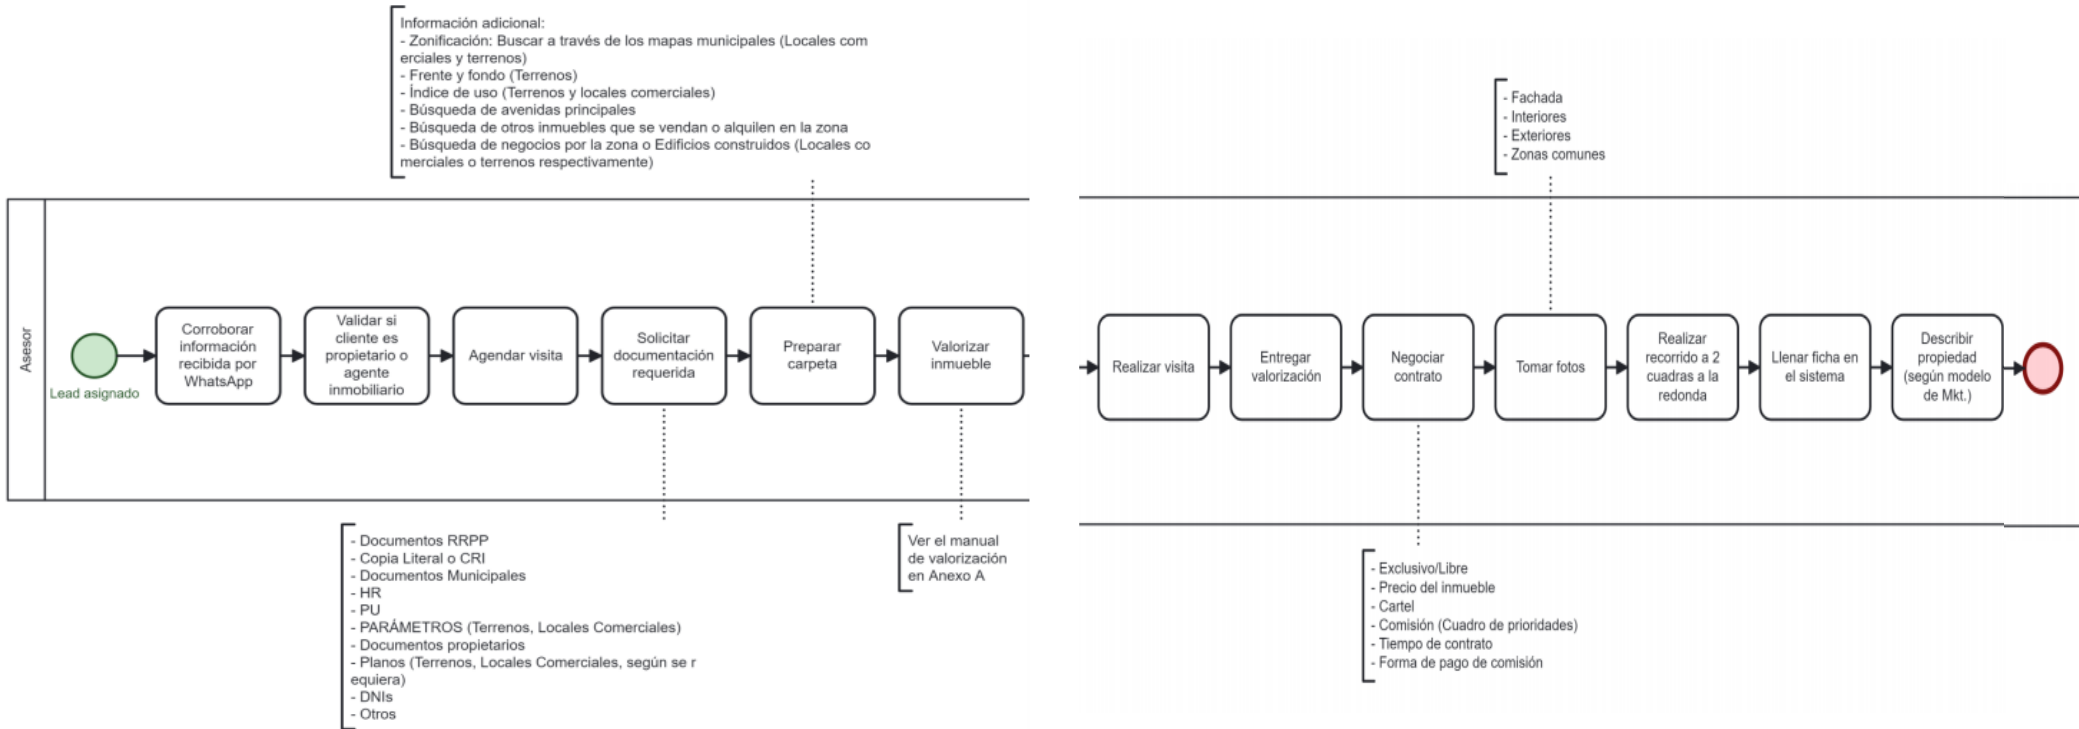 Información adicional:
- Zonificación: Buscar a través de los mapas municipales (Locales com
erciales y terrenos)
- Frente y fondo (Terrenos)
- Índice de uso (Terrenos y locales comerciales)
- Búsqueda de avenidas principales
- Búsqueda de otros inmuebles que se vendan o alquilen en la zona
- Búsqueda de negocios por la zona o Edificios construidos (Locales co
merciales o terrenos respectivamente)
Asesor
Lead asignado
Corroborar
información
recibida por
WhatsApp
Validar si
cliente es
propietario o
agente
inmobiliario
Agendar visita
Solicitar
documentación
requerida
Preparar
carpeta
Valorizar
inmueble
- Documentos RRPP
- Copia Literal o CRI
- Documentos Municipales
- HR
- PU
- PARÁMETROS (Terrenos, Locales Comerciales)
- Documentos propietarios
- Planos (Terrenos, Locales Comerciales, según se r
equiera)
- DNIs
- Otros
Ver el manual
de valorización
en Anexo A
- Fachada
- Interiores
- Exteriores
- Zonas comunes
Realizar visita
Entregar
valorización
Negociar
contrato
Tomar fotos
Realizar
recorrido a 2
cuadras a la
redonda
Llenar ficha en
el sistema
Describir
propiedad
(según modelo
de Mkt.)
- Exclusivo/Libre
- Precio del inmueble
- Cartel
- Comisión (Cuadro de prioridades)
- Tiempo de contrato
- Forma de pago de comisión